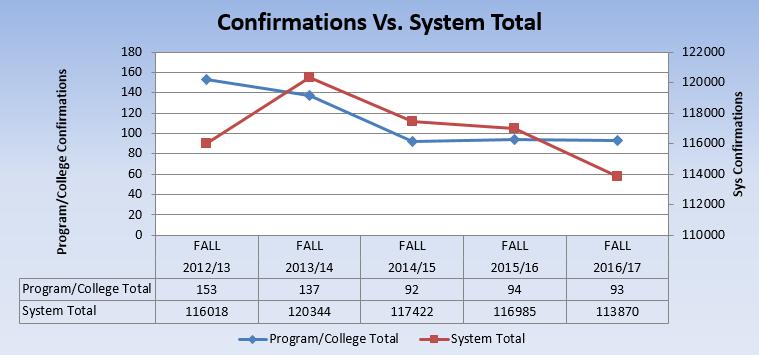 Confirmations Vs. System Total
Program/College Confirmations
180
160
140
120
100
80
60
40
20
0
122000
120000
118000
116000
114000
112000
110000
Sys Confirmations
FALL 2012/13 FALL 2013/14 FALL 2014/15 FALL 2015/16 FALL 2016/17
Program/College Total 153 137 92 94 93
System Total 116018 120344 117422 116985 113870
Program/College Total System Total